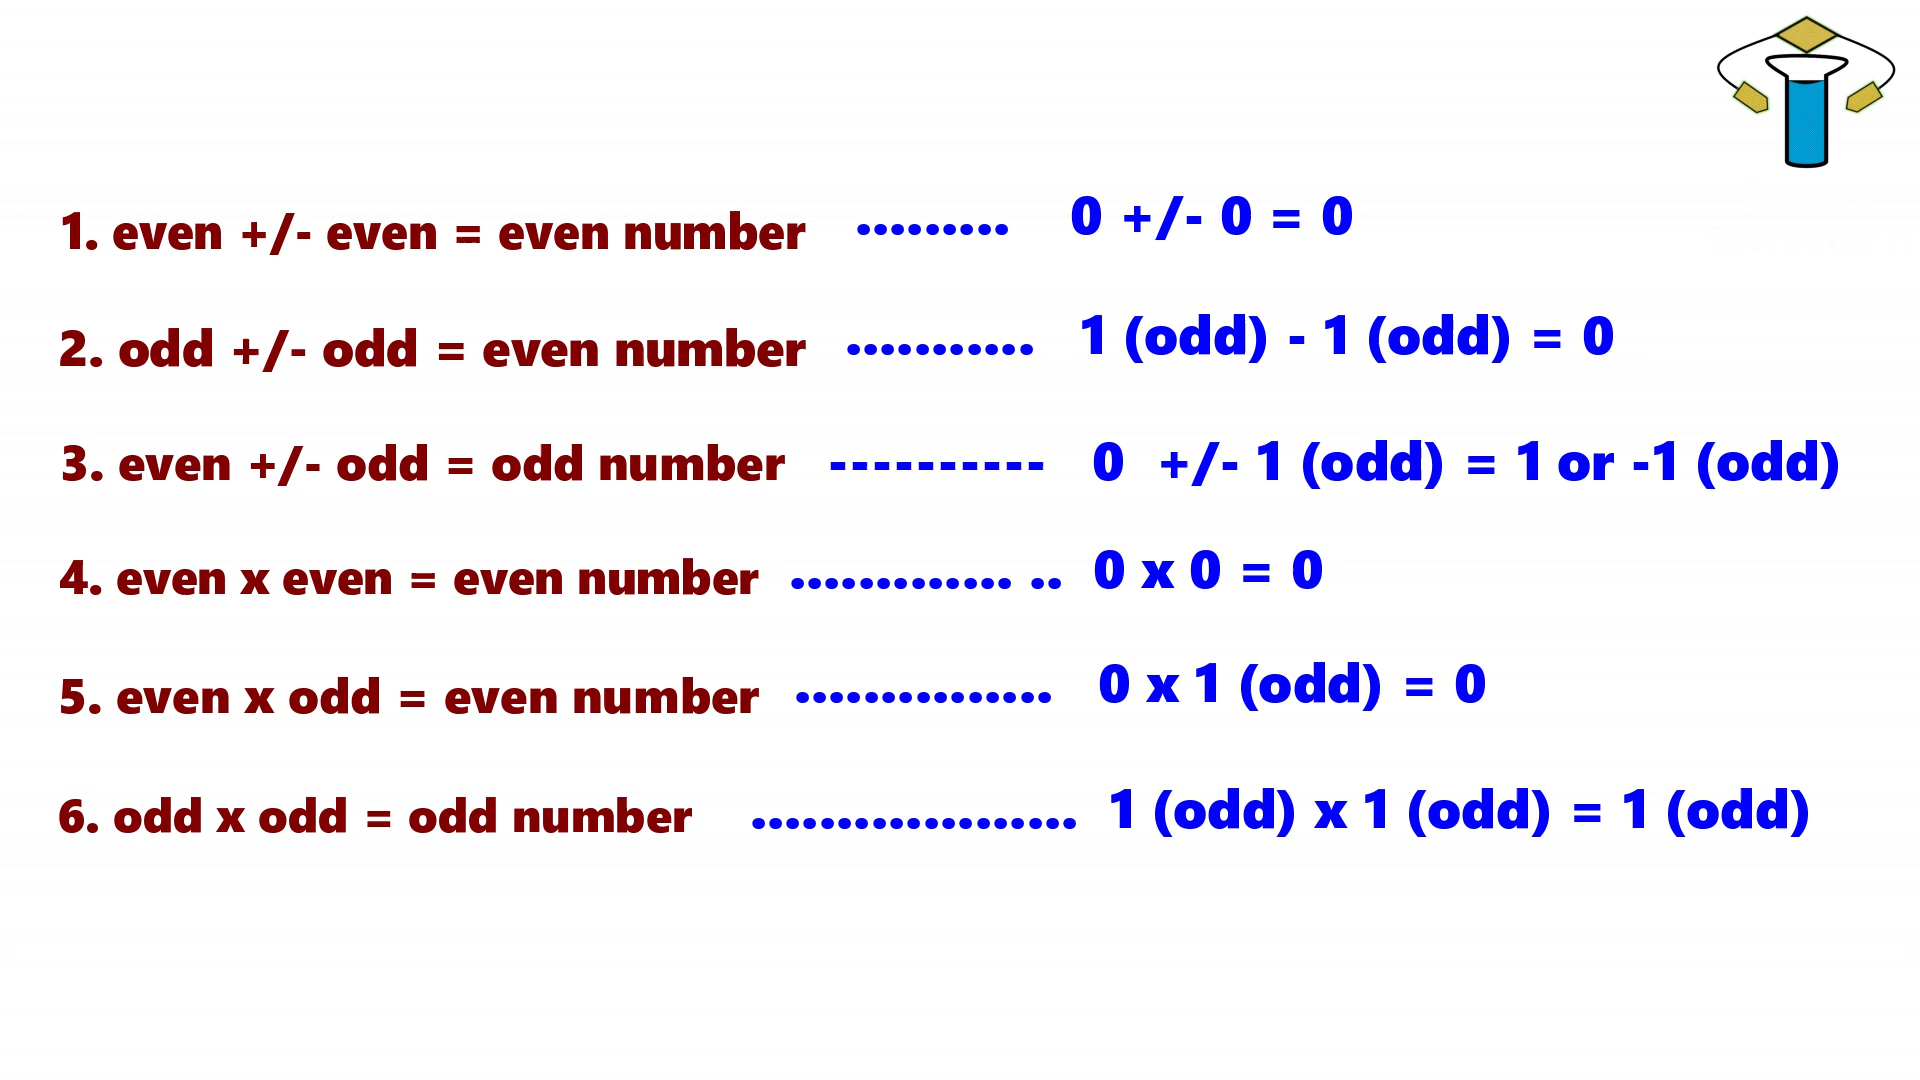 1. even +/- even = even number ......... 0 +/- 0 = 0
2. odd +/- odd = even number ........... 1 (odd) - 1 (odd) = 0
3. even +/- odd = odd number ---------- 0 +/- 1 (odd) = 1 or -1 (odd)
4. even x even = even number ............. .. 0 x 0 = 0
5. even x odd = even number ............... 0 x 1 (odd) = 0
6. odd x odd = odd number ................... 1 (odd) x 1 (odd) = 1 (odd)